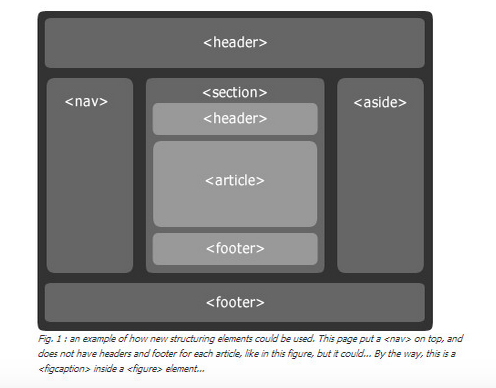 <header>
<nav>
<section>
<aside>
<header>
<article>
<footer>
<footer>
Fig. 1 : an example of how new structuring elements could be used. This page put a <nav> on top, and
does not have headers and footer for each article, like in this figure, but it could... By the way, this is a
<figcaption> inside a <figure> element...